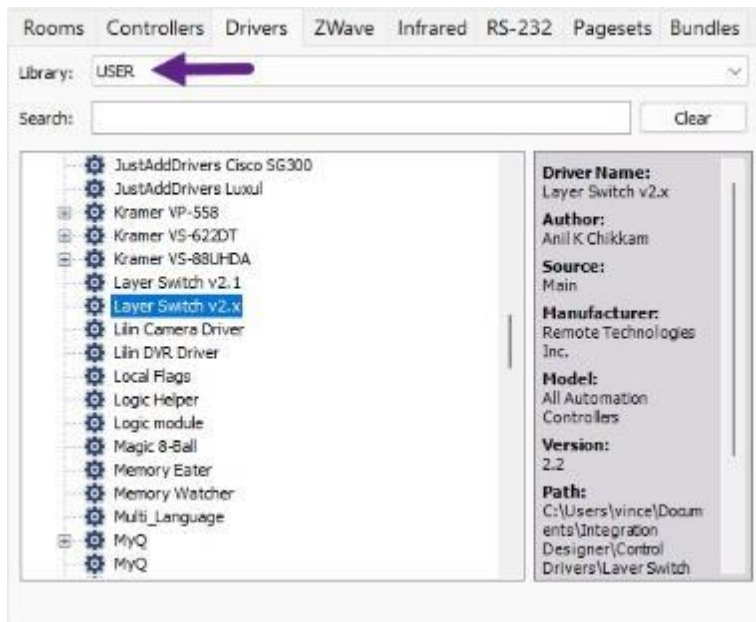 Rooms Controllers Drivers ZWave Infrared RS-232 Pagesets Bundles
Library: USER
Search: Clear
JustAddDrivers Cisco SG300
JustAddDrivers Luxul
Kramer VP-558
Kramer VS-622DT
Kramer VS-88UHDA
Layer Switch v2.1
Layer Switch v2.x
Lilin Camera Driver
Lilin DVR Driver
Local Flags
Logic Helper
Logic module
Magic 8-Ball
Memory Eater
Memory Watcher
Multi_Language
MyQ
MyQ
Driver Name:
Layer Switch v2.x
Author:
Anil K Chikkam
Source:
Main
Manufacturer:
Remote Technologies
Inc.
Model:
All Automation
Controllers
Version:
2.2
Path:
C:\Users\vince\Docum
ents\Integration
Designer\Control
Drivers\Layer Switch